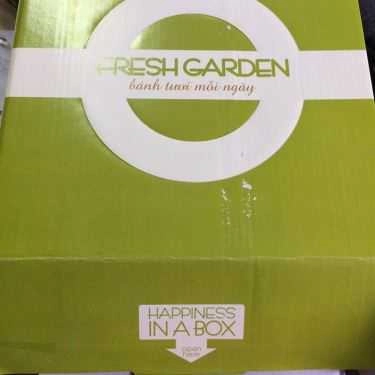 FRESH GARDEN
bánh tươi mỗi ngày
HAPPINESS
IN A BOX
open
here